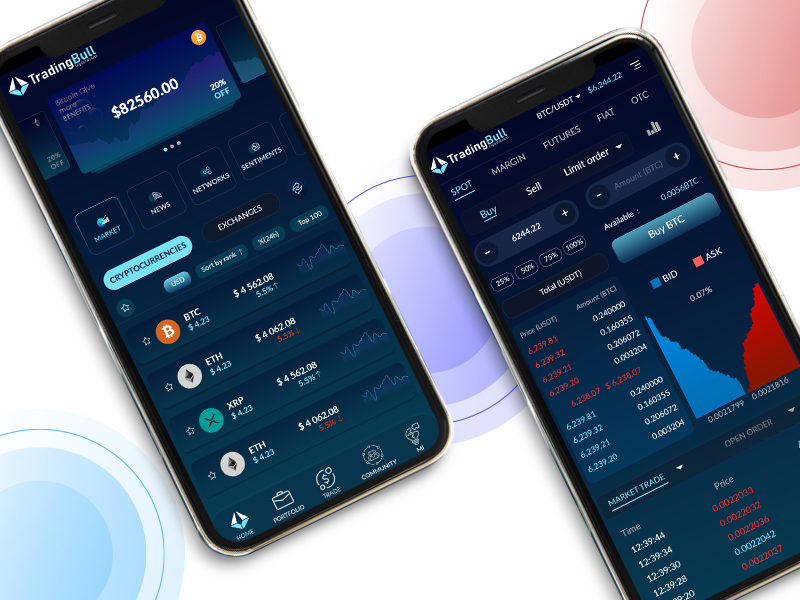 TradingBull
Bitcoin Give
more
BENEFITS
$82560.00
20%
OFF
20%
OFF
MARKET
NEWS
NETWORKS
SENTIMENTS
CRYPTOCURRENCIES
EXCHANGES
USD
Sort by rank ↑
%(24h)
Top 100
BTC
$ 4.23
$ 4 562.08
5.5% ↑
ETH
$ 4.23
$ 4 062.08
5.5% ↓
XRP
$ 4.23
$ 4 562.08
5.5% ↑
ETH
$ 4.23
$ 4 062.08
5.5% ↓
HOME
PORTFOLIO
TRADE
COMMUNITY
MI
TradingBull
BTC/USDT
$6,244.22
SPOT
MARGIN
FUTURES
FIAT
OTC
Buy
Sell
Limit order
- 6244.22 +
- Amount (BTC) +
25%
50%
75%
100%
Available :
0.0056BTC
Total (USDT)
Buy BTC
Price (USDT)
Amount (BTC)
6,239.81
0.240000
6,239.32
0.160355
6,239.21
0.206072
6,239.20
0.003204
6,238.07 $ 6,238.07
6,239.81
0.240000
6,239.32
0.160355
6,239.21
0.206072
6,239.20
0.003204
BID
ASK
0.07%
0.0021799
0.0021816
MARKET TRADE
OPEN ORDER
Time
Price
12:39:44
0.0022033
12:39:34
0.0022032
12:39:30
0.0022036
12:39:28
0.0022042
:39:20
0.0022037